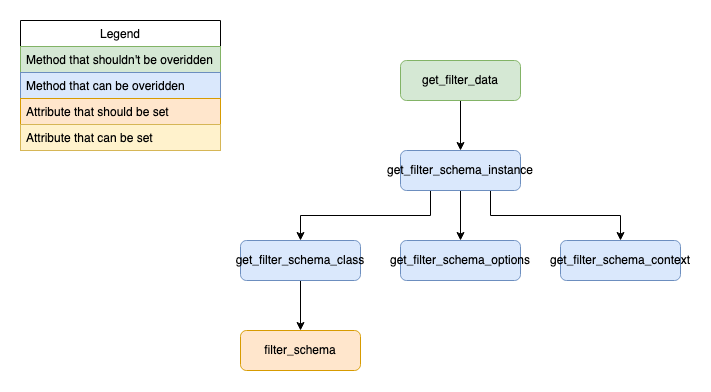 Legend
Method that shouldn't be overidden
Method that can be overidden
Attribute that should be set
Attribute that can be set
get_filter_data
get_filter_schema_instance
get_filter_schema_class
get_filter_schema_options
get_filter_schema_context
filter_schema